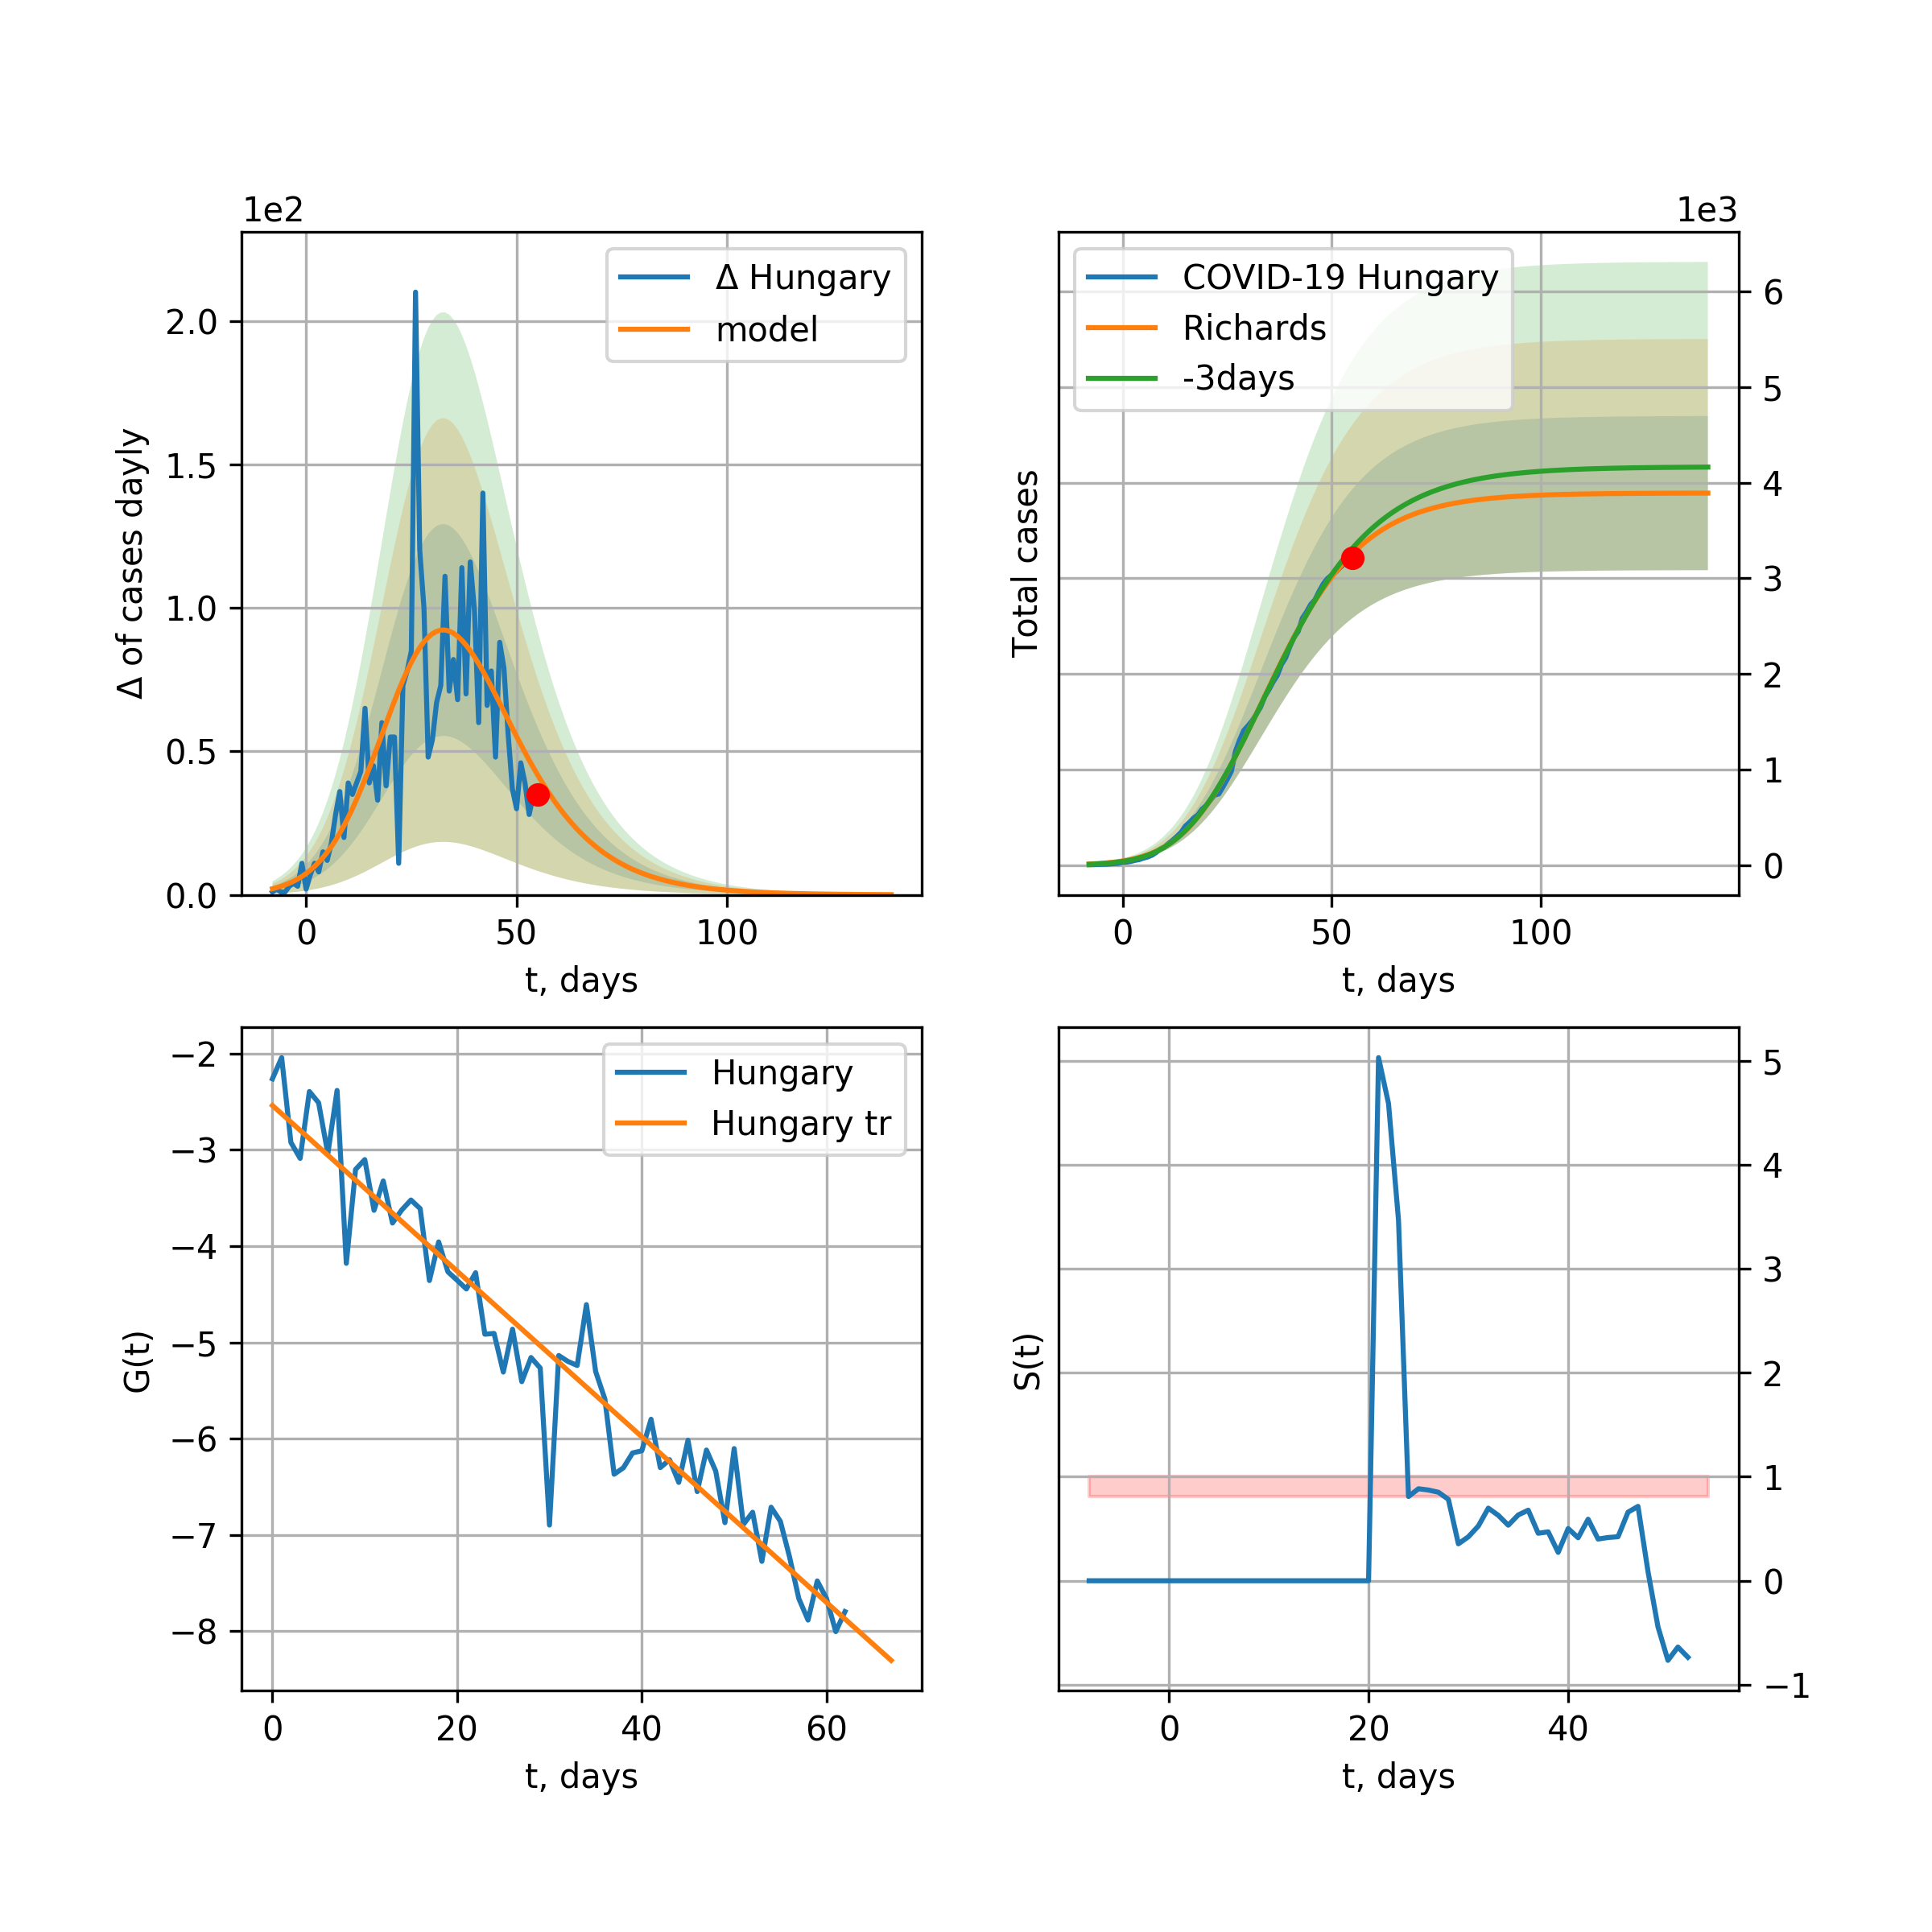 1e2
Δ of cases dayly
2.0
1.5
1.0
0.5
0.0
0 50 100
t, days
Δ Hungary
model
1e3
Total cases
6
5
4
3
2
1
0
0 50 100
t, days
COVID-19 Hungary
Richards
-3days
G(t)
−2
−3
−4
−5
−6
−7
−8
0 20 40 60
t, days
Hungary
Hungary tr
S(t)
5
4
3
2
1
0
−1
0 20 40
t, days